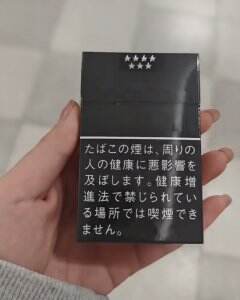 たばこの煙は、周りの
人の健康に悪影響を
及ぼします。健康増
進法で禁じられてい
る場所では喫煙でき
ません。